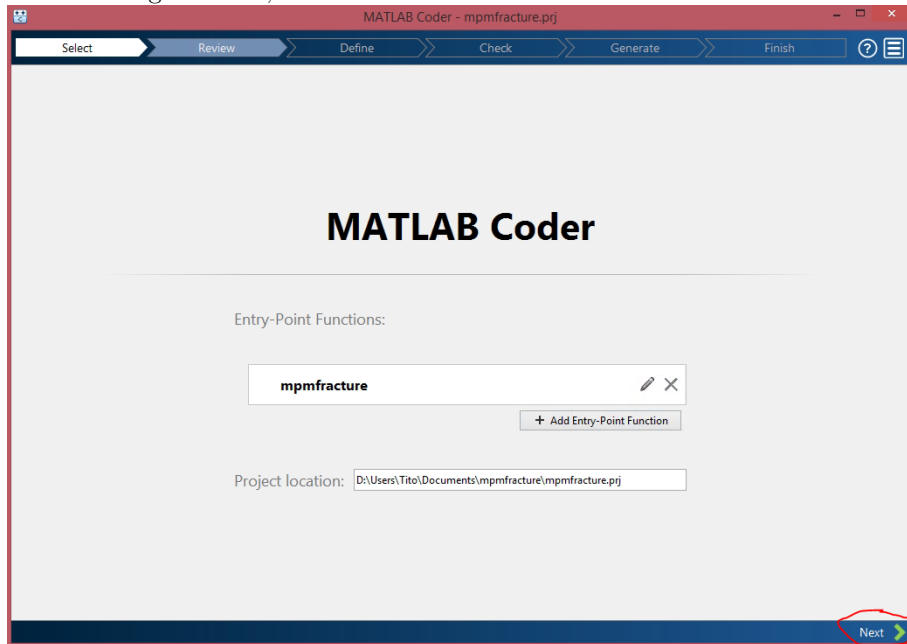 MATLAB Coder - mpmfracture.prj
Select Review Define Check Generate Finish
MATLAB Coder
Entry-Point Functions:
mpmfracture
+ Add Entry-Point Function
Project location: D:\Users\Tito\Documents\mpmfracture\mpmfracture.prj
Next